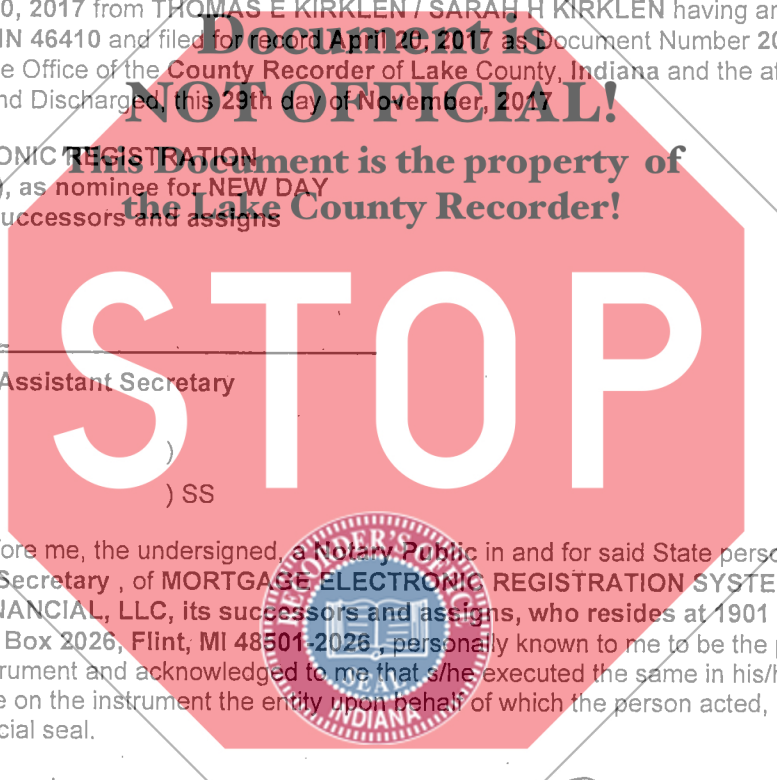 0, 2017 from THOMAS E KIRKLEN / SARAH H KIRKLEN having an
Document is
IN 46410 and filed for record April 20, 2017 as Document Number 20
e Office of the County Recorder of Lake County, Indiana and the af
nd Discharged, this 29th day of November, 2017
NOT OFFICIAL!
ONIC REGISTRATION
This Document is the property of
), as nominee for NEW DAY
the Lake County Recorder!
uccessors and assigns
STOP
Assistant Secretary
)
) SS
RECORDER'S OFFICE
ore me, the undersigned, a Notary Public in and for said State perso
Secretary , of MORTGAGE ELECTRONIC REGISTRATION SYSTE
NANCIAL, LLC, its successors and assigns, who resides at 1901
Box 2026, Flint, MI 48501-2026 , personally known to me to be the p
trument and acknowledged to me that s/he executed the same in his/h
SEAL
e on the instrument the entity upon behalf of which the person acted,
INDIANA
cial seal.